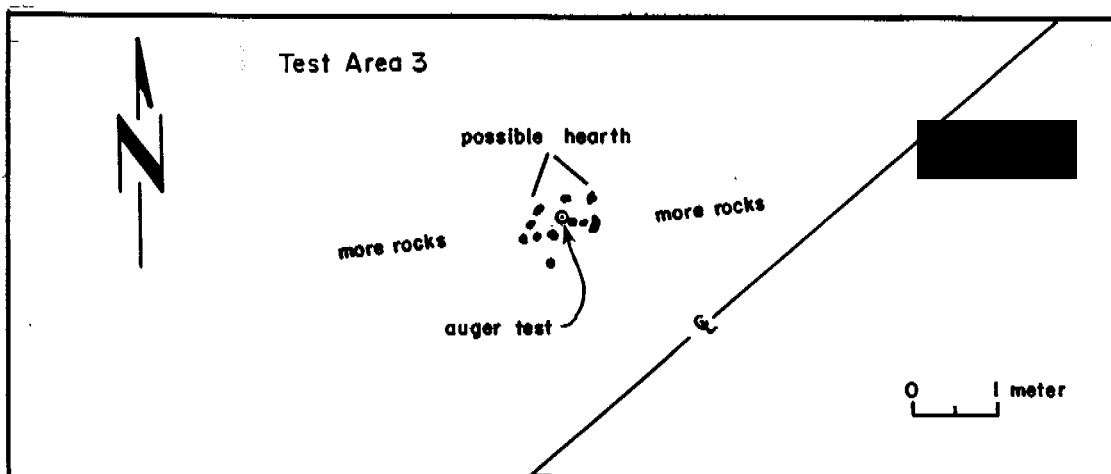 Test Area 3
N
possible hearth
more rocks
more rocks
auger test
0 1 meter